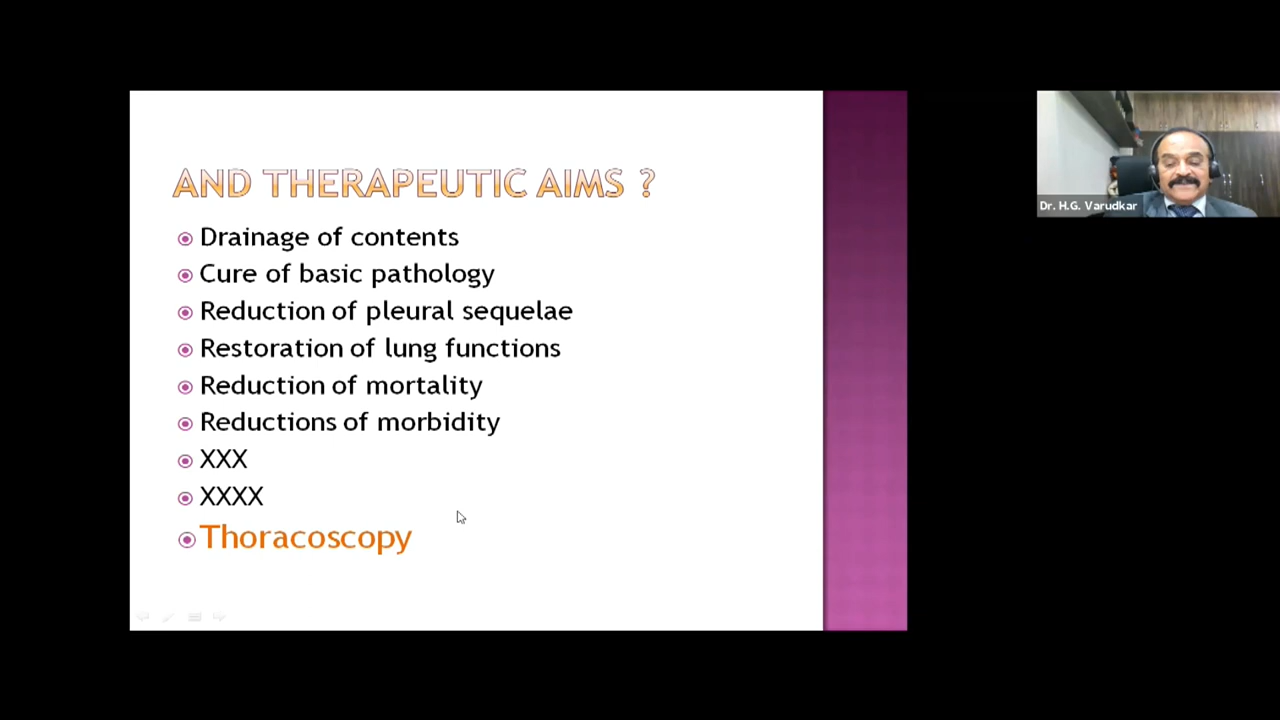 AND THERAPEUTIC AIMS ?
Drainage of contents
Cure of basic pathology
Reduction of pleural sequelae
Restoration of lung functions
Reduction of mortality
Reductions of morbidity
XXX
XXXX
Thoracoscopy
Dr. H.G. Varudkar